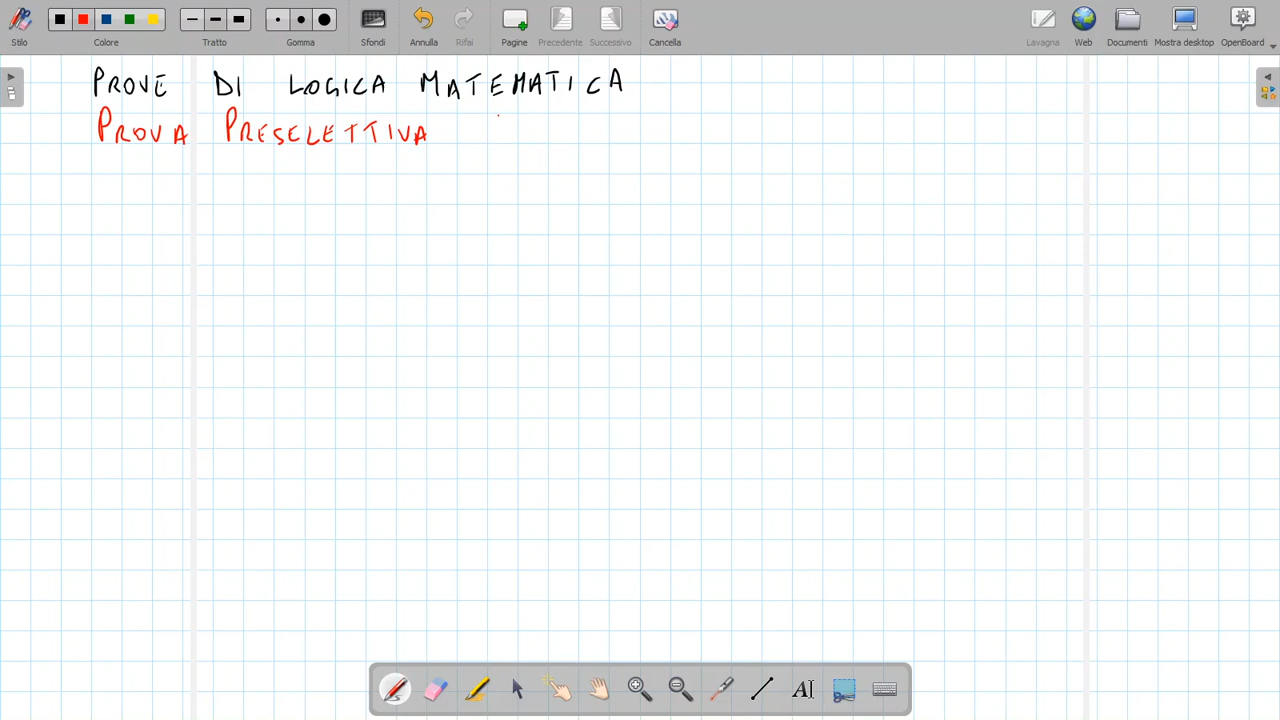 Stilo Colore Tratto Gomma Sfondi Annulla Rifai Pagine Precedente Successivo Cancella Lavagna Web Documenti Mostra desktop OpenBoard
PROVE DI LOGICA MATEMATICA
PROVA PRESELETTIVA